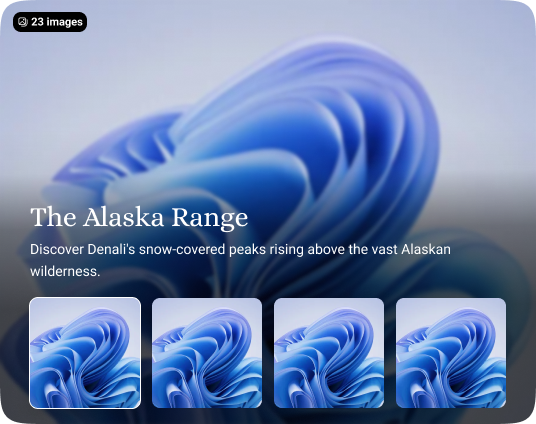 23 images
The Alaska Range
Discover Denali's snow-covered peaks rising above the vast Alaskan
wilderness.